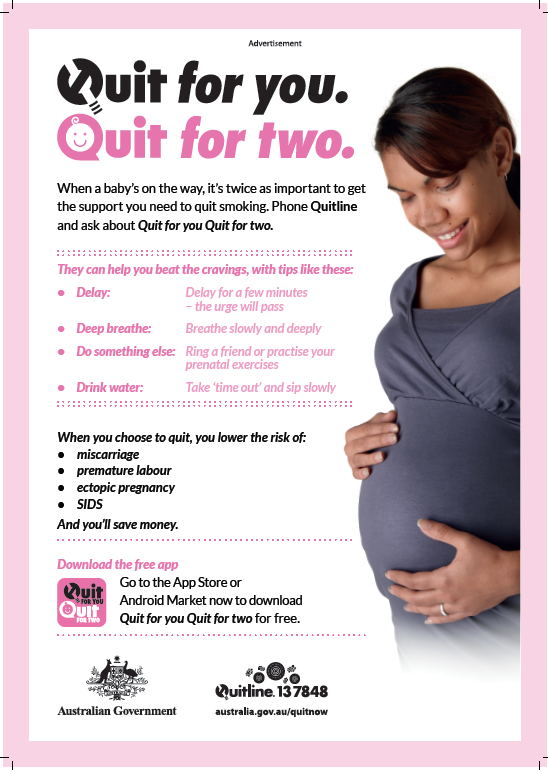 Advertisement
Quit for you.
Quit for two.
When a baby's on the way, it's twice as important to get
the support you need to quit smoking. Phone Quitline
and ask about Quit for you Quit for two.
They can help you beat the cravings, with tips like these:
• Delay: Delay for a few minutes
– the urge will pass
• Deep breathe: Breathe slowly and deeply
• Do something else: Ring a friend or practise your
prenatal exercises
• Drink water: Take 'time out' and sip slowly
When you choose to quit, you lower the risk of:
• miscarriage
• premature labour
• ectopic pregnancy
• SIDS
And you'll save money.
Download the free app
Quit
FOR YOU
Quit
FOR TWO
Go to the App Store or
Android Market now to download
Quit for you Quit for two for free.
Australian Government
Quitline. 13 7848
australia.gov.au/quitnow